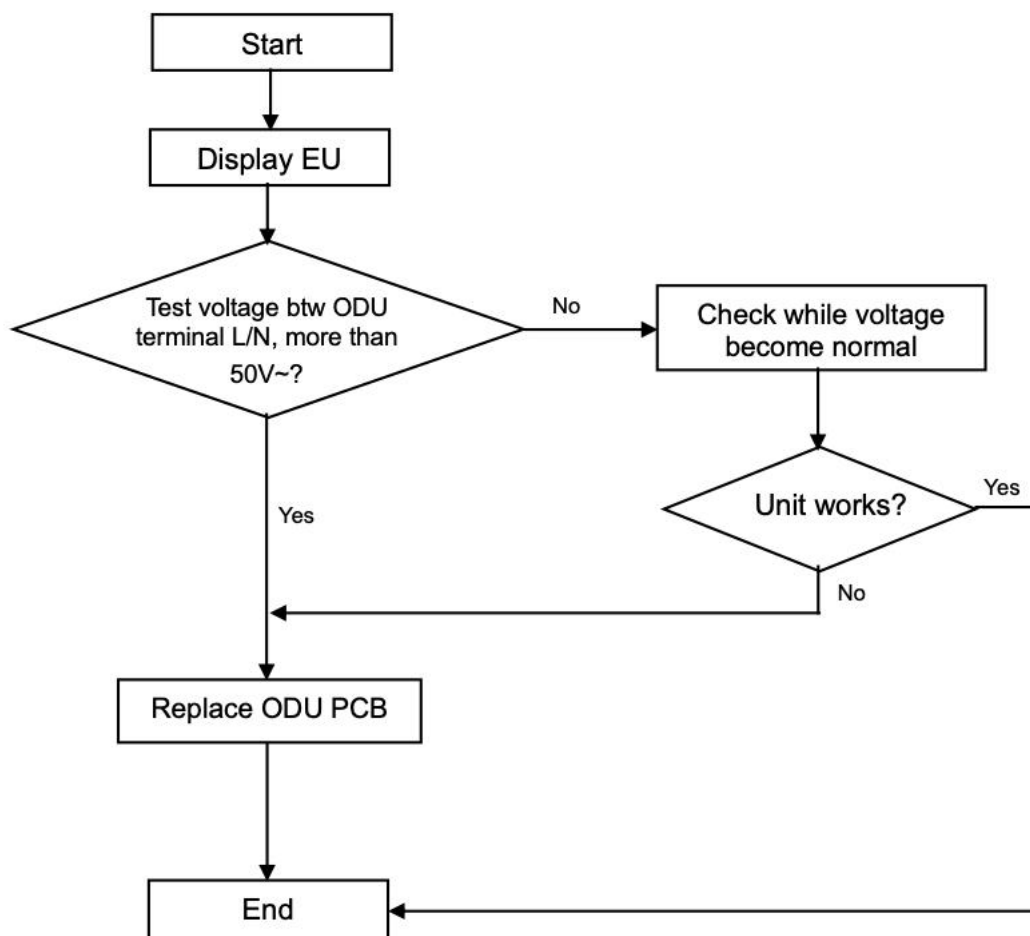 Start
Display EU
Test voltage btw ODU
terminal L/N, more than
50V~?
No
Check while voltage
become normal
Unit works?
Yes
Yes
No
Replace ODU PCB
End